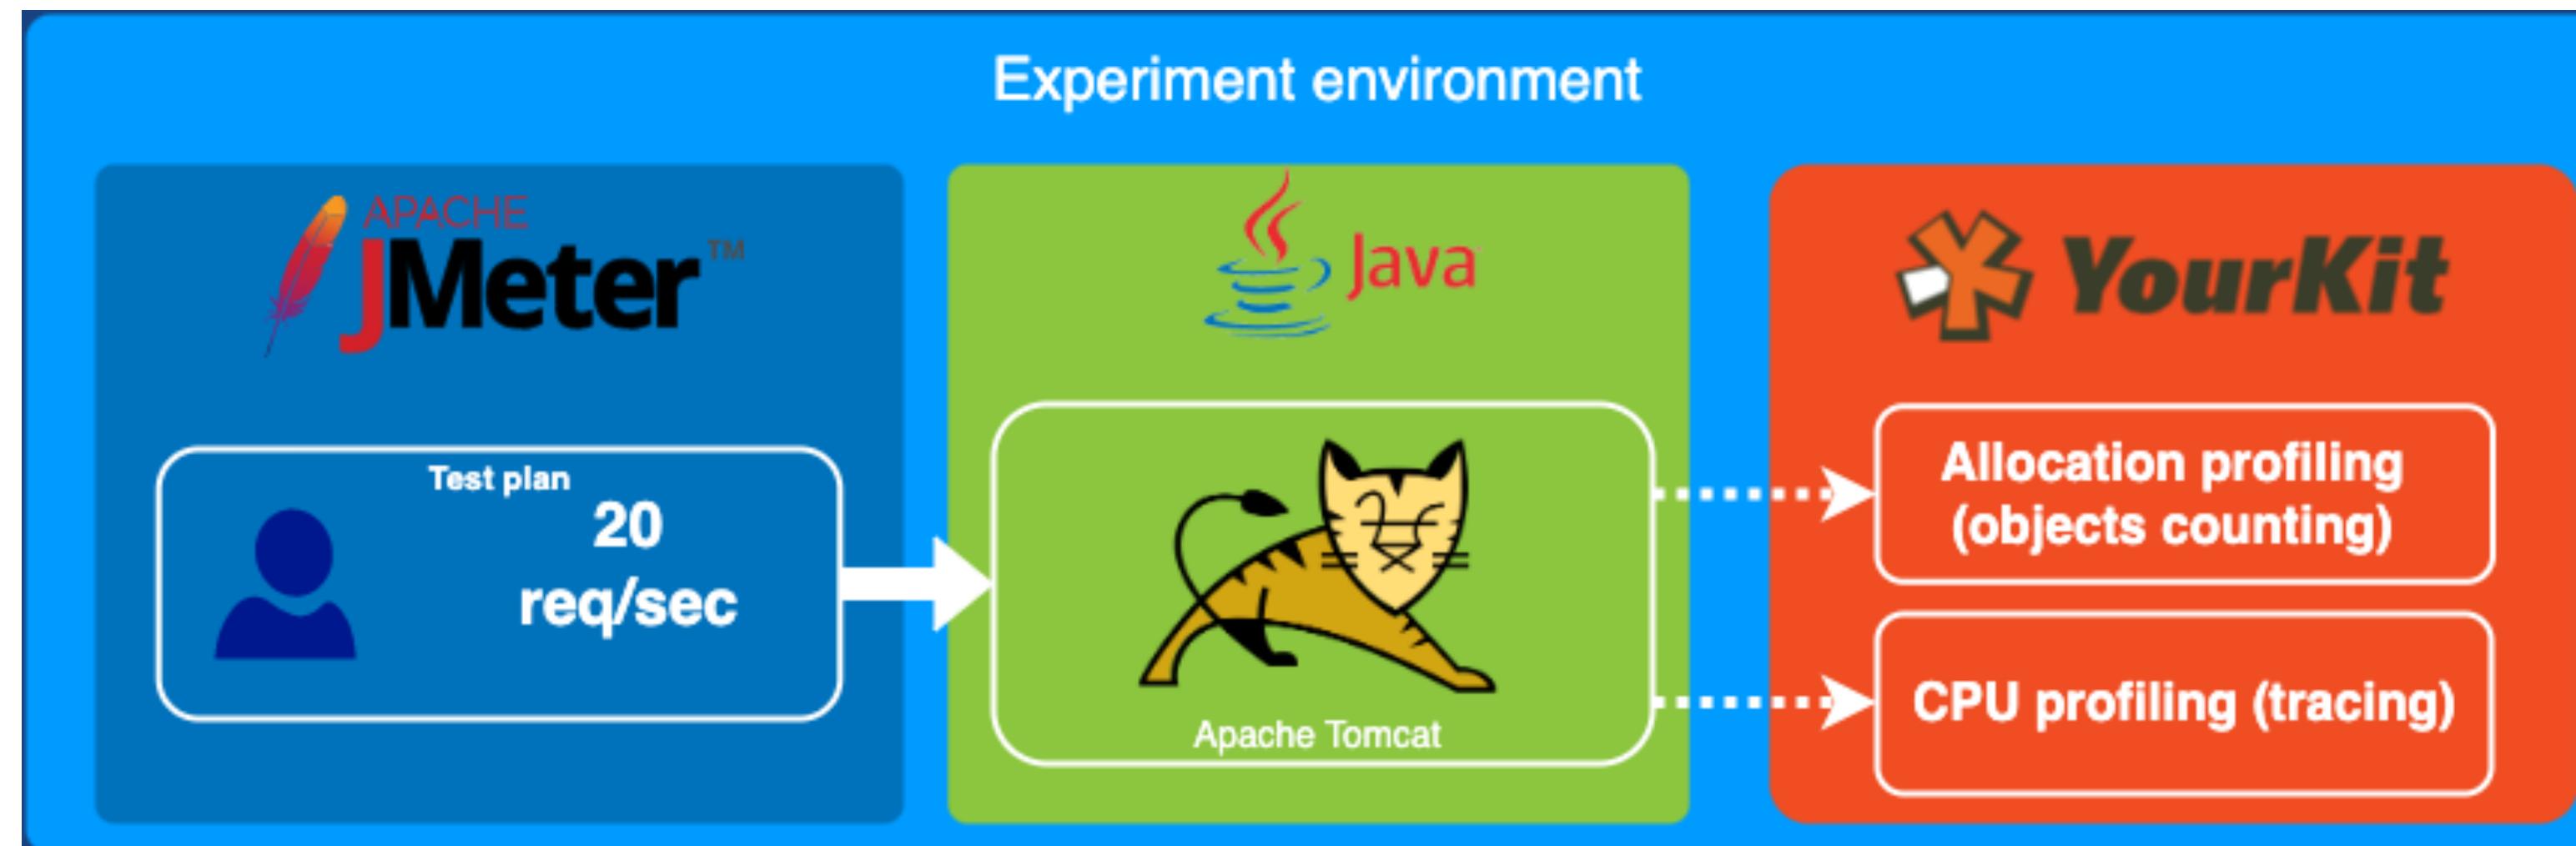 Experiment environment
APACHE
JMeter™
Test plan
20
req/sec
Java
Apache Tomcat
YourKit
Allocation profiling
(objects counting)
CPU profiling (tracing)